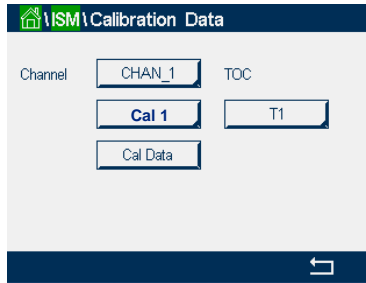 \ISM\Calibration Data
Channel CHAN_1 TOC
Cal 1 T1
Cal Data